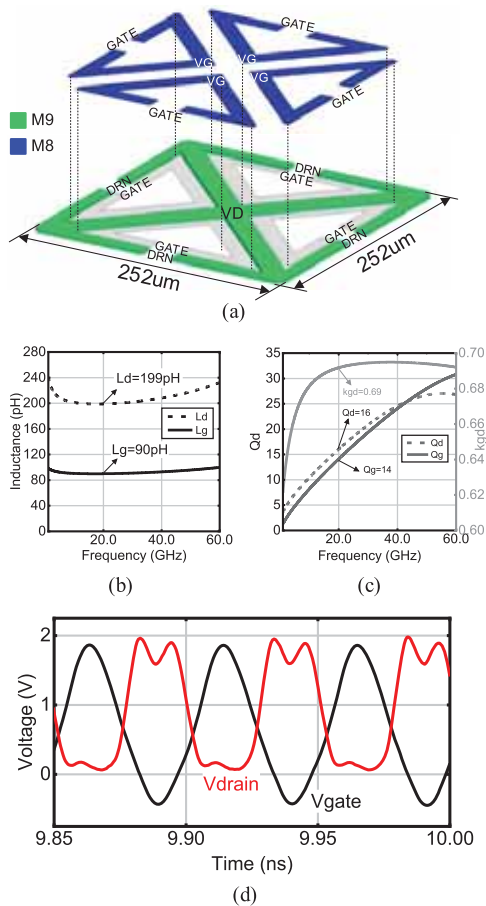 GATE
GATE
VG
VG
VG
VG
GATE
GATE
M9
M8
DRN
GATE
DRN
GATE
VD
GATE
DRN
GATE
DRN
252um
252um
(a)
280
240
200
160
120
80
40
0
Inductance (pH)
Ld=199pH
Ld
Lg
Lg=90pH
20.0
40.0
60.0
Frequency (GHz)
(b)
35
30
25
20
15
10
5
0
Qd
0.70
0.68
0.66
0.64
0.62
0.60
kgd
kgd=0.69
Qd=16
Qd
Qg
Qg=14
20.0
40.0
60.0
Frequency (GHz)
(c)
2
1
0
Voltage (V)
Vdrain
Vgate
9.85
9.90
9.95
10.00
Time (ns)
(d)